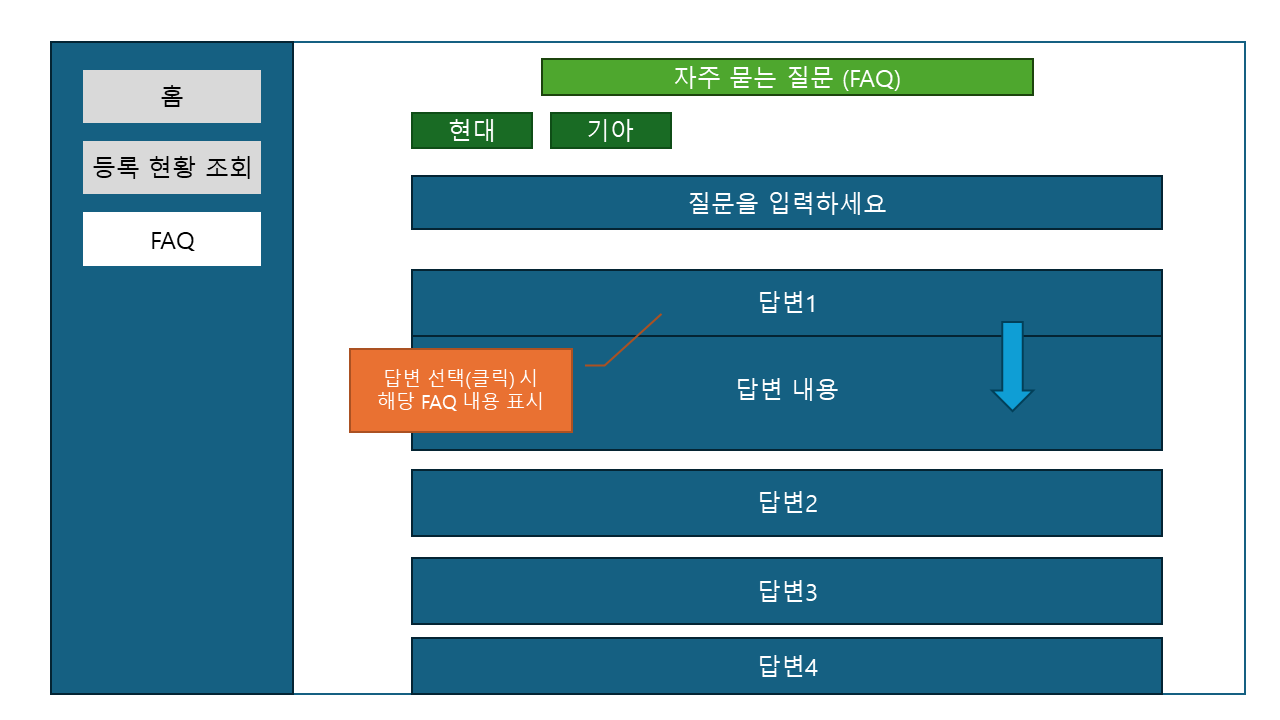 홈
등록 현황 조회
FAQ
자주 묻는 질문 (FAQ)
현대
기아
질문을 입력하세요
답변1
답변 선택(클릭) 시
해당 FAQ 내용 표시
답변 내용
답변2
답변3
답변4